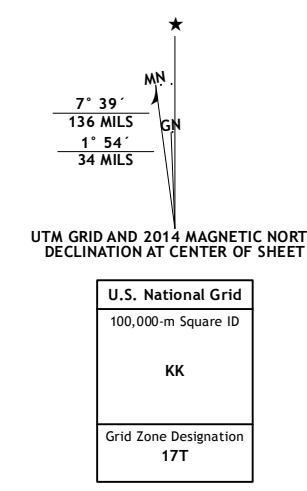 ★
MN
7° 39´
136 MILS
GN
1° 54´
34 MILS
UTM GRID AND 2014 MAGNETIC NORT
DECLINATION AT CENTER OF SHEET
U.S. National Grid
100,000-m Square ID
KK
Grid Zone Designation
17T